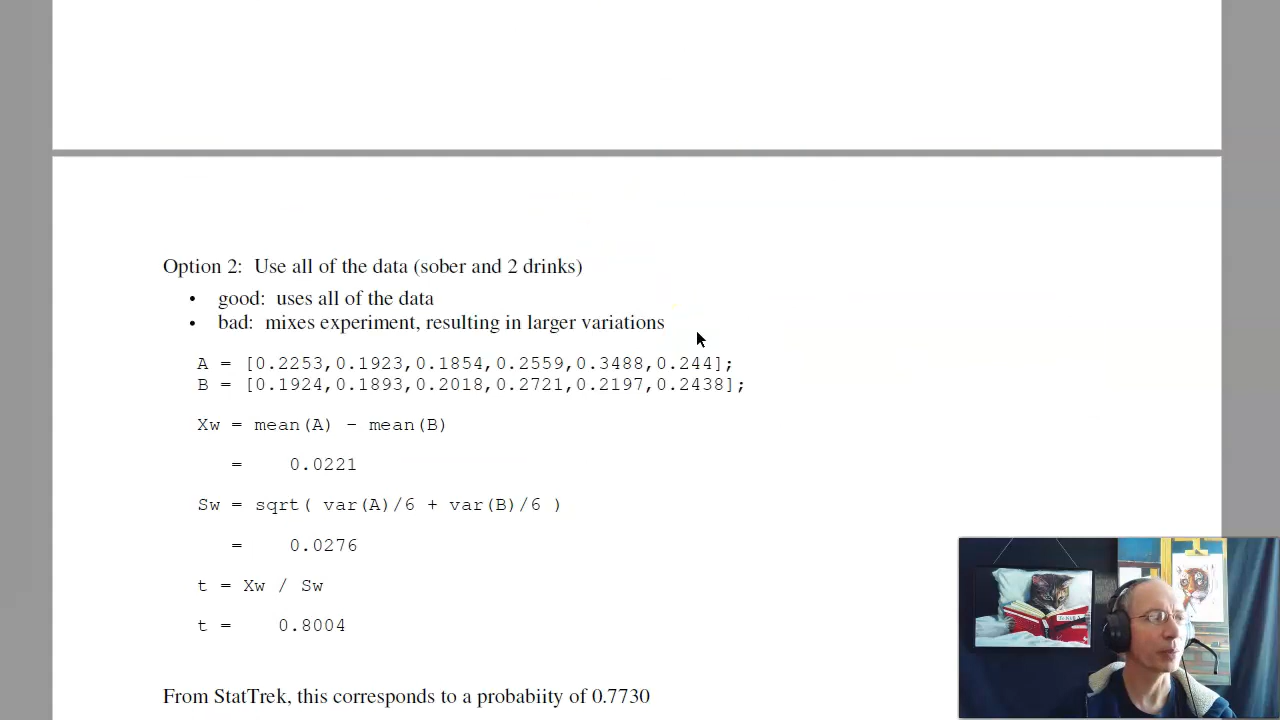 Option 2: Use all of the data (sober and 2 drinks)
• good: uses all of the data
• bad: mixes experiment, resulting in larger variations
A = [0.2253,0.1923,0.1854,0.2559,0.3488,0.244];
B = [0.1924,0.1893,0.2018,0.2721,0.2197,0.2438];
Xw = mean(A) - mean(B)
= 0.0221
Sw = sqrt( var(A)/6 + var(B)/6 )
= 0.0276
t = Xw / Sw
t = 0.8004
From StatTrek, this corresponds to a probabiity of 0.7730